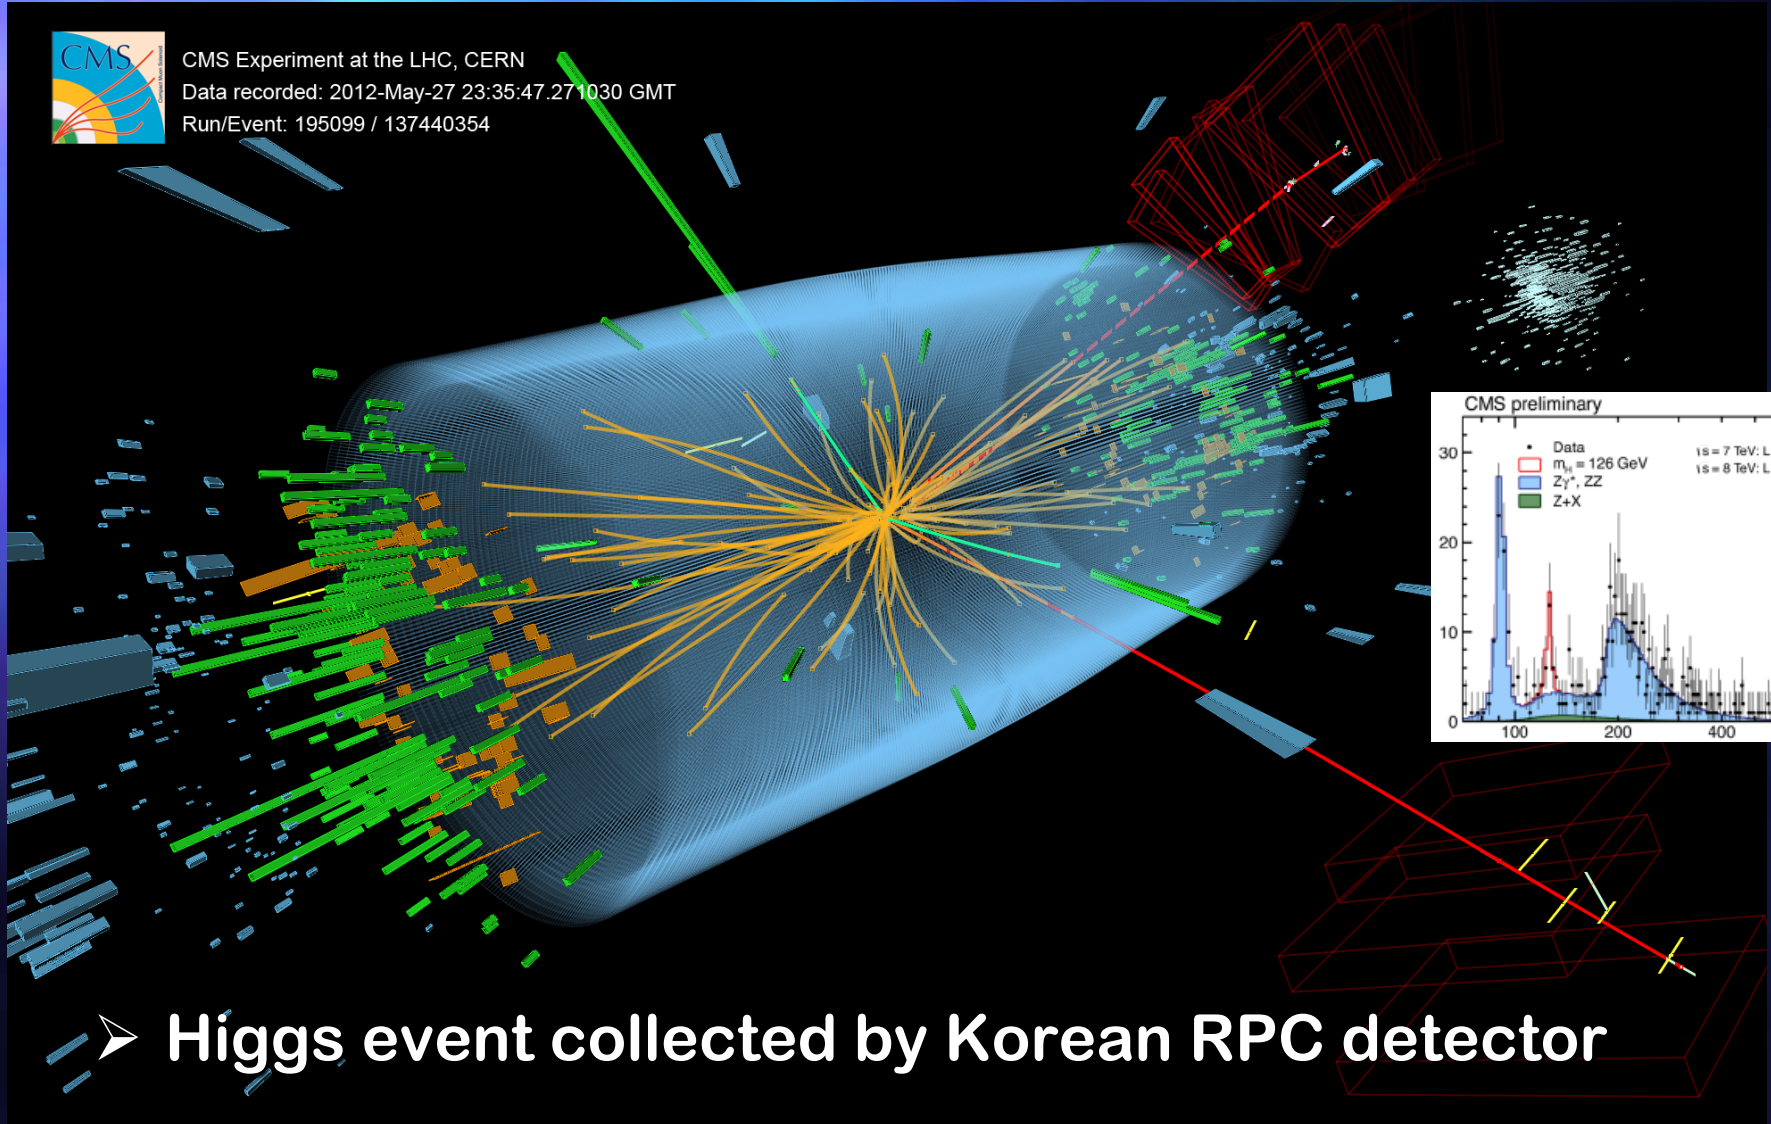 CMS
CMS Experiment at the LHC, CERN
Data recorded: 2012-May-27 23:35:47.271030 GMT
Run/Event: 195099 / 137440354
CMS preliminary
Data
mH = 126 GeV
Zγ*, ZZ
Z+X
s = 7 TeV: L
s = 8 TeV: L
30
20
10
0
100 200 400
➢ Higgs event collected by Korean RPC detector